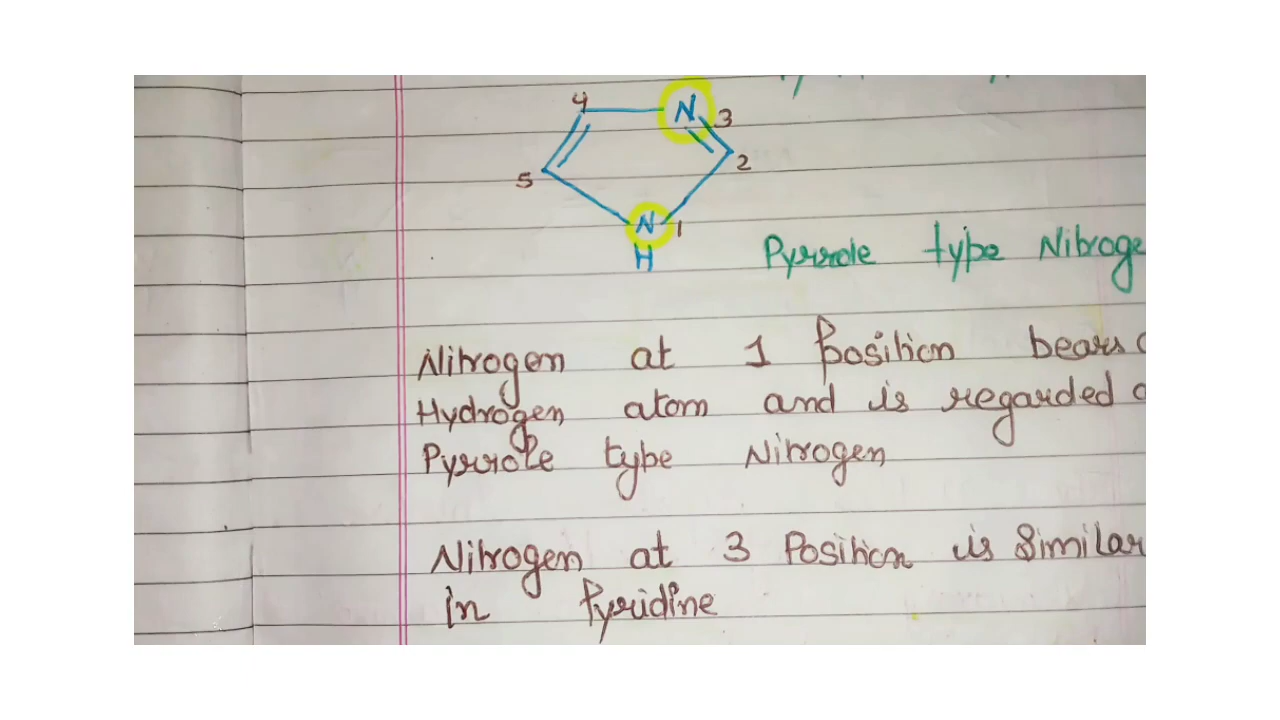 4 N 3
5 2
N 1
H
Pyrrole type Nitroge
Nitrogen at 1 Position bears
Hydrogen atom and is regarded
Pyrrole type Nitrogen
Nitrogen at 3 Position is Similar
in Pyridine